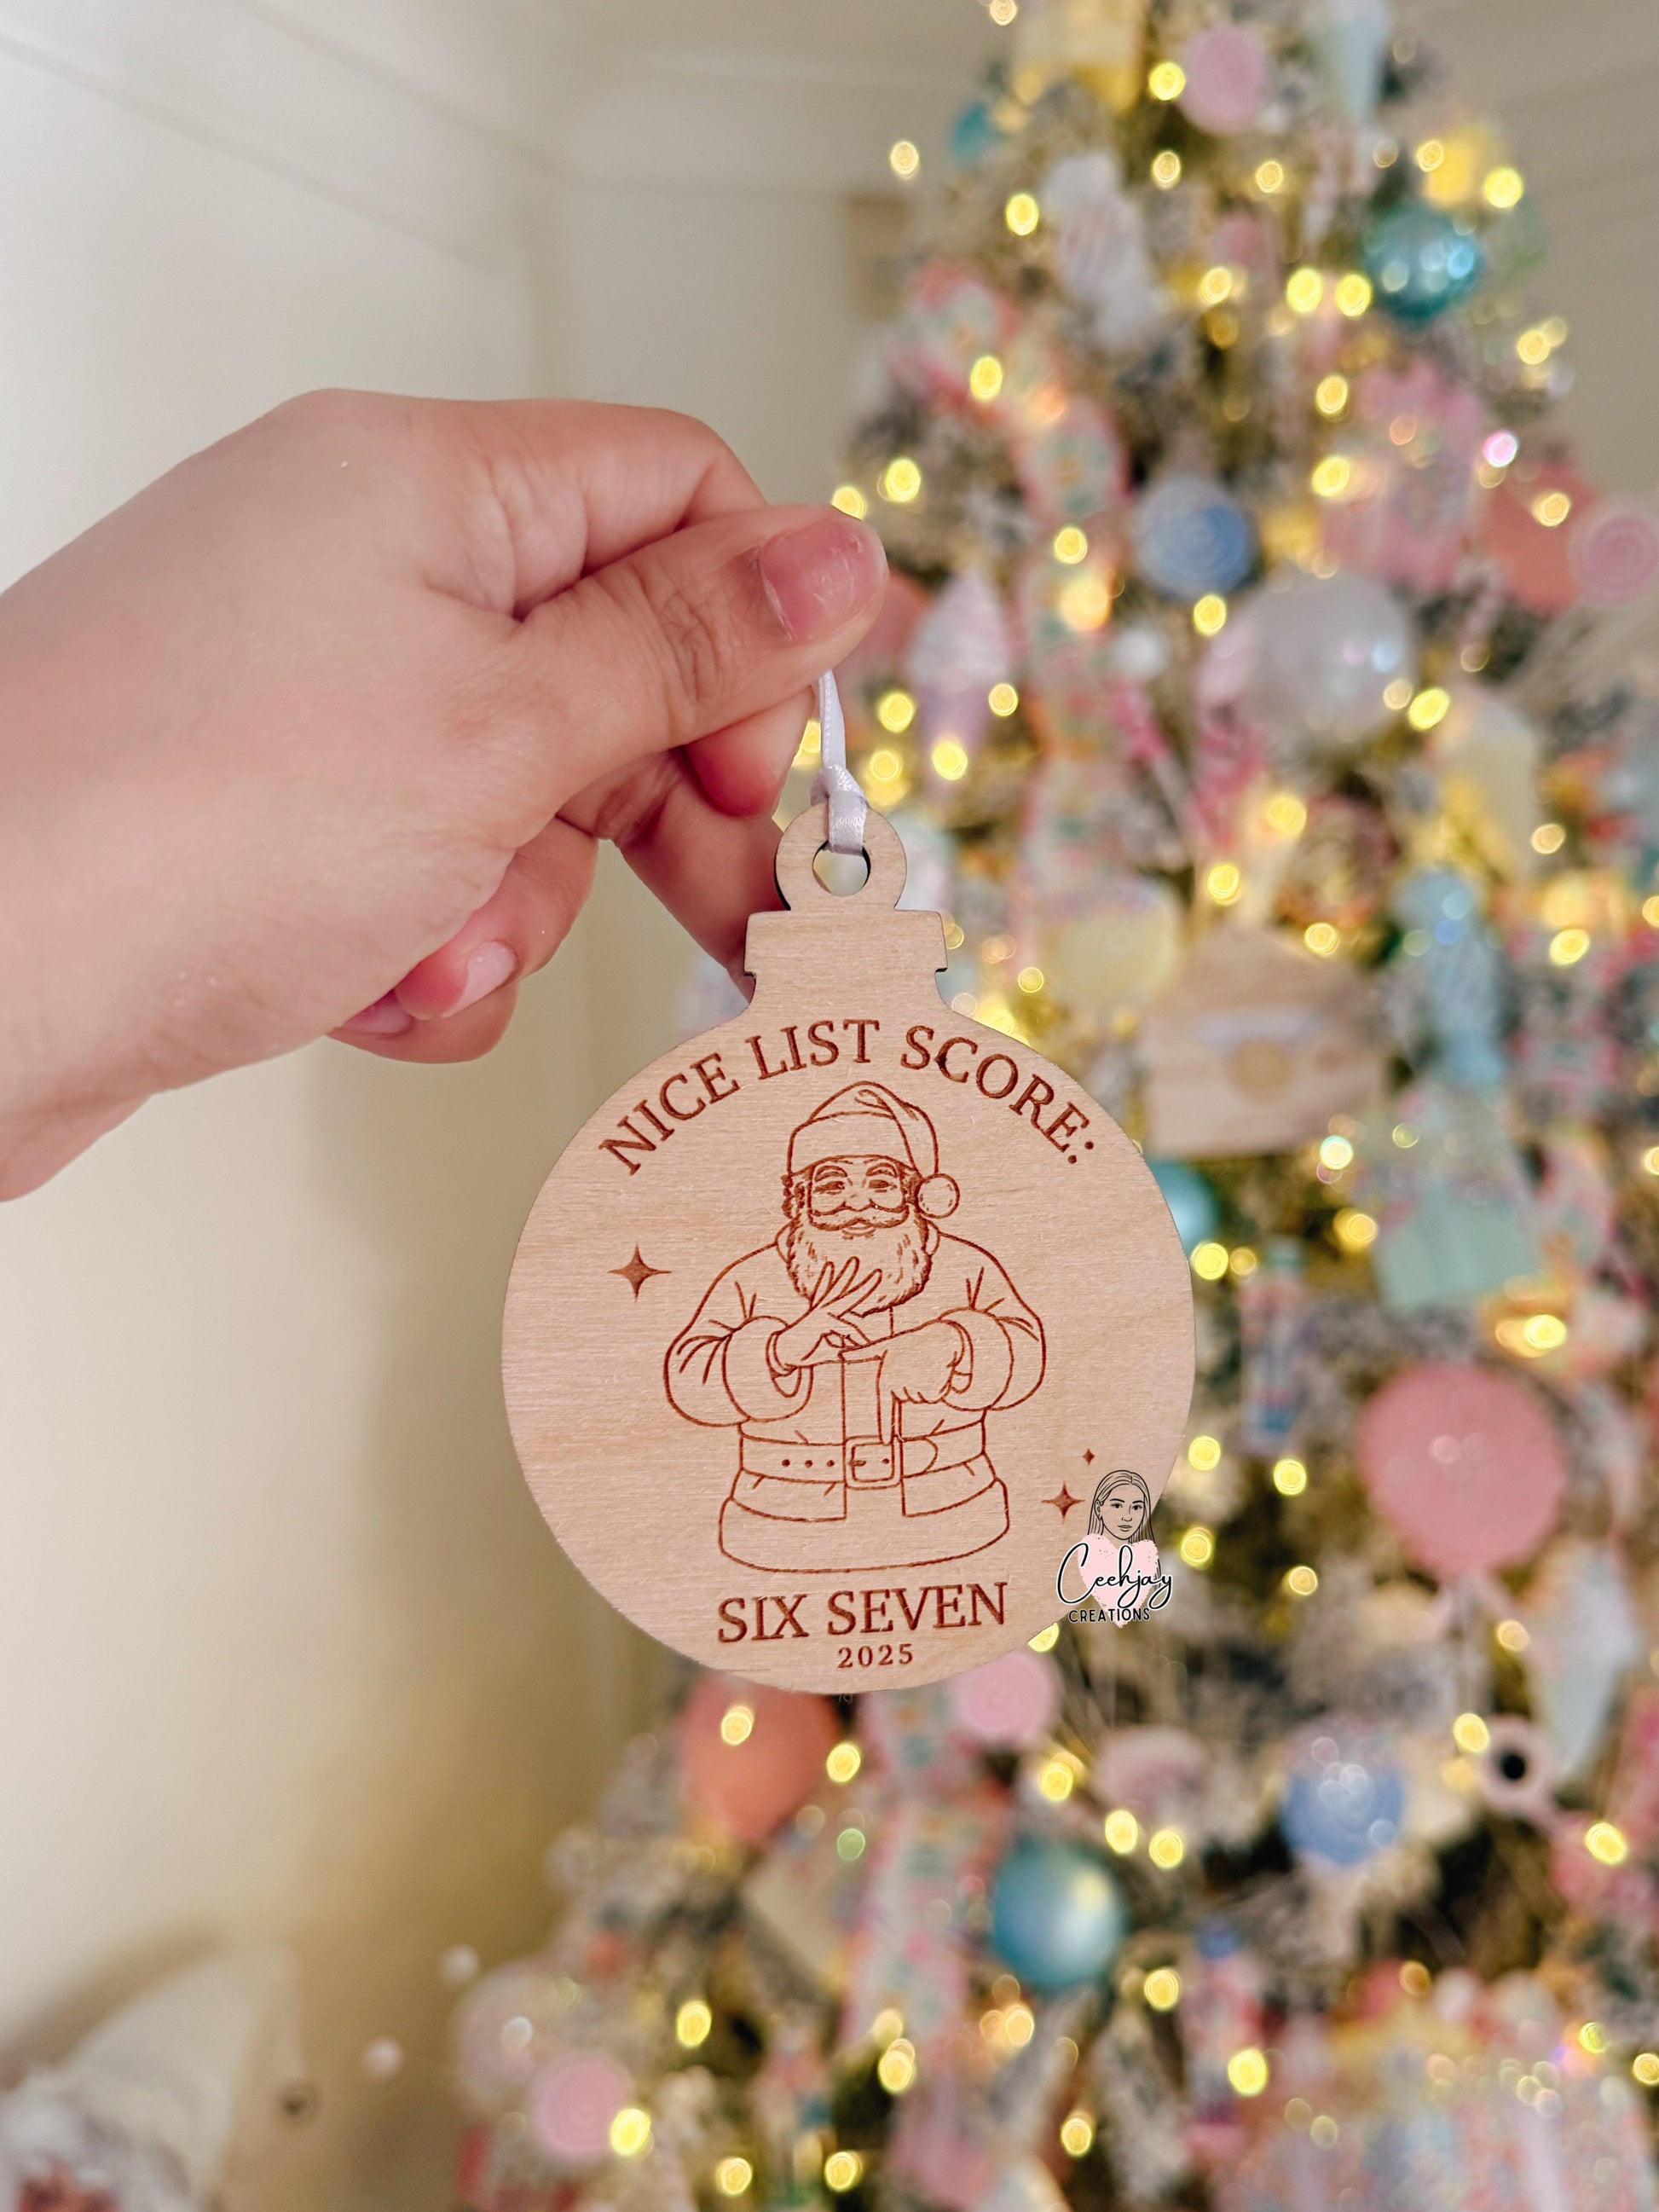 NICE LIST SCORE:
SIX SEVEN
2025
Ceehjay
CREATIONS